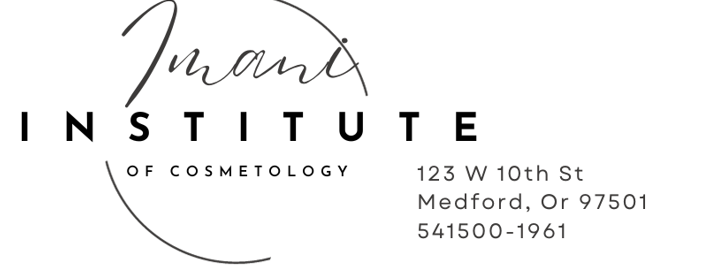 Imani
INSTITUTE
OF COSMETOLOGY
123 W 10th St
Medford, Or 97501
541500-1961